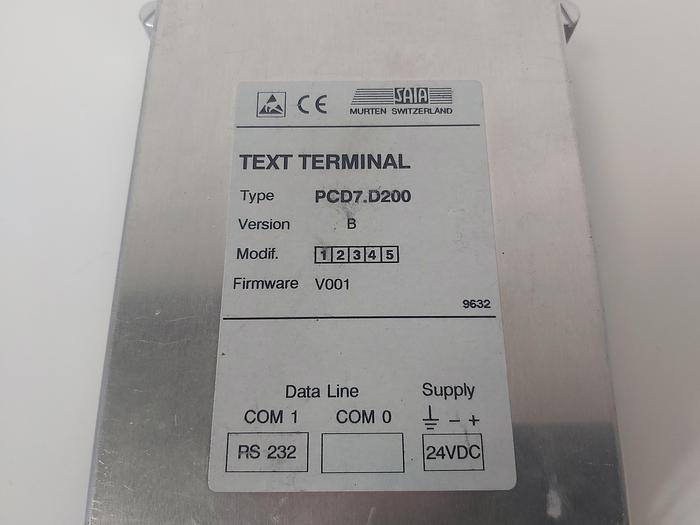 CE SAIA
MURTEN SWITZERLAND
TEXT TERMINAL
Type PCD7.D200
Version B
Modif. 1 2 3 4 5
Firmware V001
9632
Data Line Supply
COM 1 COM 0 - +
RS 232 24VDC